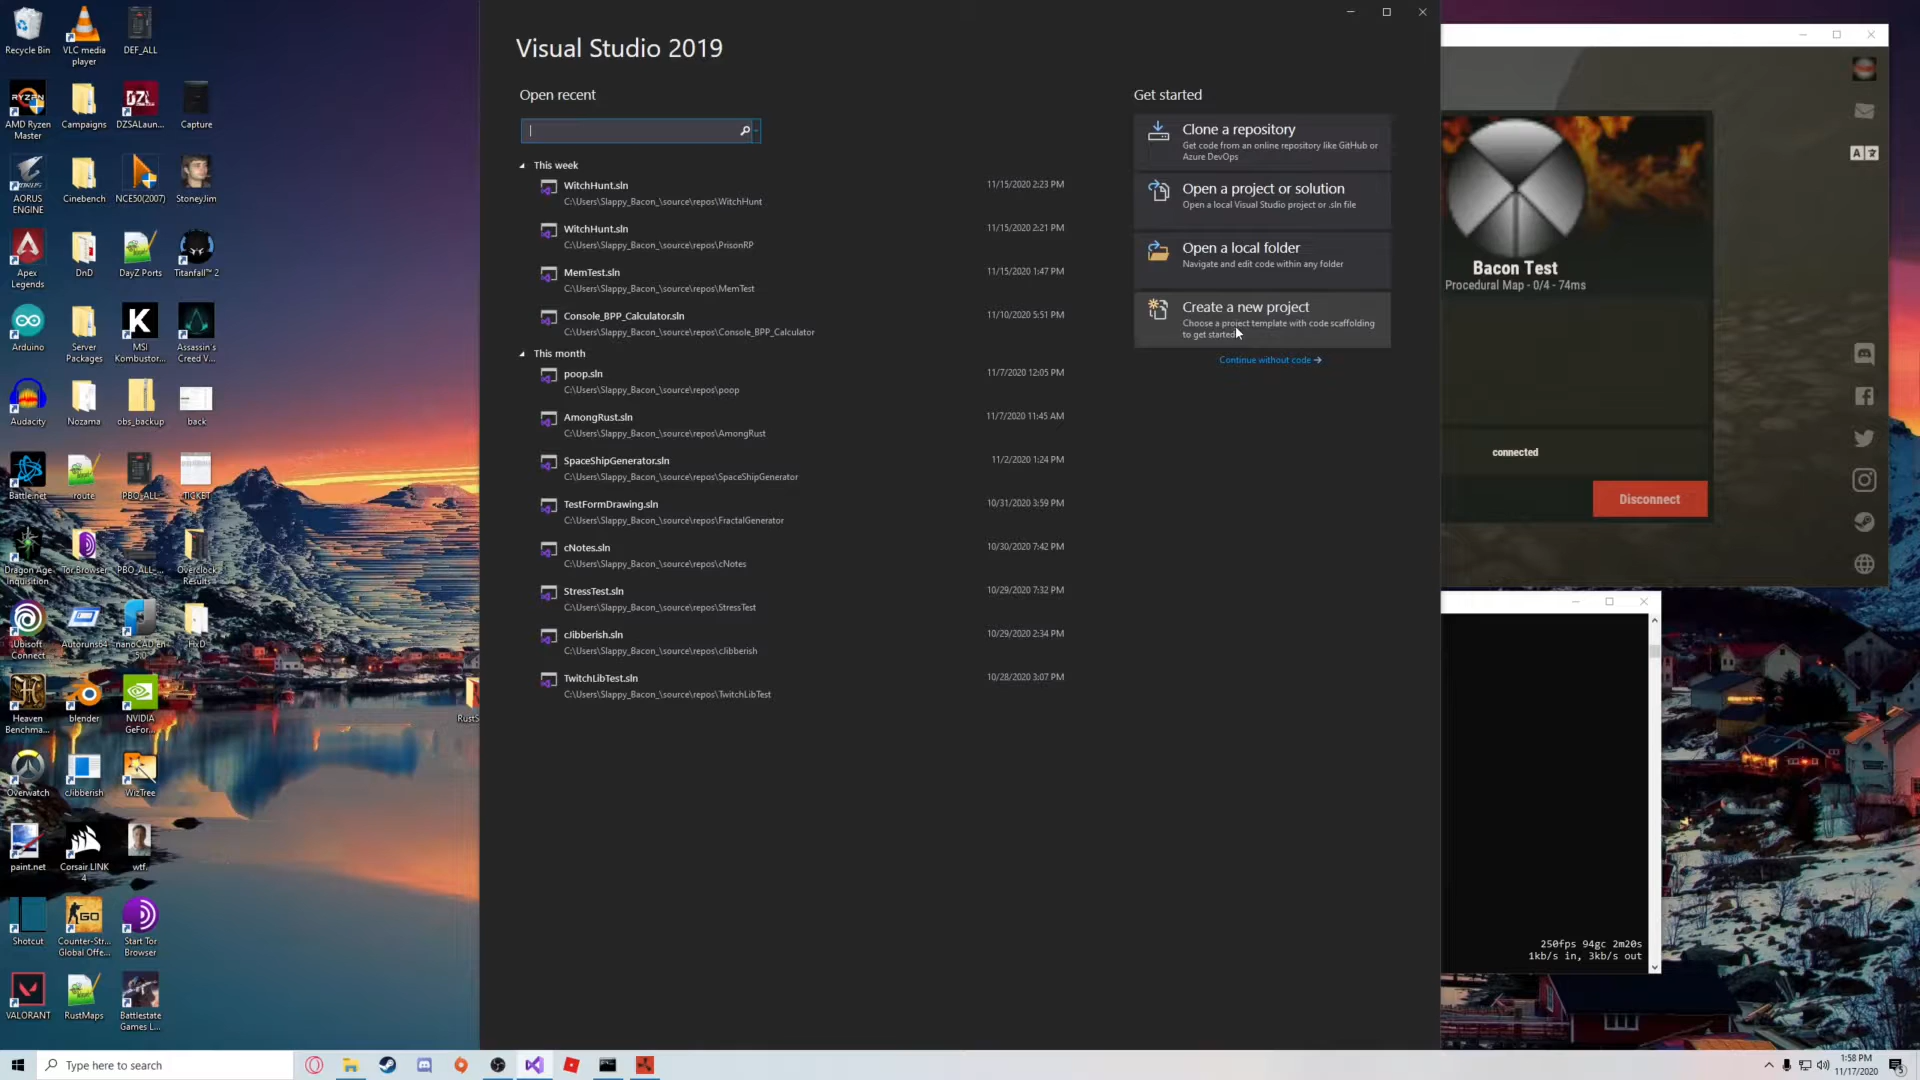 Recycle Bin
VLC media
player
DEF_ALL
AMD Ryzen
Master
Campaigns
DZSALaun...
Capture
AORUS
ENGINE
Cinebench
NCE50(2007)
StoneyJim
Apex
Legends
DnD
DayZ Ports
Titanfall™ 2
Arduino
Server
Packages
MSI
Kombustor...
Assassin's
Creed V...
Audacity
Nozama
obs_backup
back
Battle.net
route
PBO_ALL
TICKET
Dragon Age
Inquisition
Tor Browser
PBO_ALL-...
Overclock
Results
Ubisoft
Connect
Autoruns64
nanoCAD en
5.0
HxD
Heaven
Benchma...
blender
NVIDIA
GeFor...
Overwatch
cJibberish
WizTree
paint.net
Corsair LINK
4
wtf
Shotcut
Counter-Str...
Global Offe...
Start Tor
Browser
VALORANT
RustMaps
Battlestate
Games L...
Visual Studio 2019
Open recent
This week
WitchHunt.sln
11/15/2020 2:23 PM
C:\Users\Slappy_Bacon_\source\repos\WitchHunt
WitchHunt.sln
11/15/2020 2:21 PM
C:\Users\Slappy_Bacon_\source\repos\PrisonRP
MemTest.sln
11/15/2020 1:47 PM
C:\Users\Slappy_Bacon_\source\repos\MemTest
Console_BPP_Calculator.sln
11/10/2020 5:51 PM
C:\Users\Slappy_Bacon_\source\repos\Console_BPP_Calculator
This month
poop.sln
11/7/2020 12:05 PM
C:\Users\Slappy_Bacon_\source\repos\poop
AmongRust.sln
11/7/2020 11:45 AM
C:\Users\Slappy_Bacon_\source\repos\AmongRust
SpaceShipGenerator.sln
11/2/2020 1:24 PM
C:\Users\Slappy_Bacon_\source\repos\SpaceShipGenerator
TestFormDrawing.sln
10/31/2020 3:59 PM
C:\Users\Slappy_Bacon_\source\repos\FractalGenerator
cNotes.sln
10/30/2020 7:42 PM
C:\Users\Slappy_Bacon_\source\repos\cNotes
StressTest.sln
10/29/2020 7:32 PM
C:\Users\Slappy_Bacon_\source\repos\StressTest
cJibberish.sln
10/29/2020 2:34 PM
C:\Users\Slappy_Bacon_\source\repos\cJibberish
TwitchLibTest.sln
10/28/2020 3:07 PM
C:\Users\Slappy_Bacon_\source\repos\TwitchLibTest
Get started
Clone a repository
Get code from an online repository like GitHub or
Azure DevOps
Open a project or solution
Open a local Visual Studio project or .sln file
Open a local folder
Navigate and edit code within any folder
Create a new project
Choose a project template with code scaffolding
to get started
Continue without code →
Bacon Test
Procedural Map - 0/4 - 74ms
connected
Disconnect
250fps 94gc 2m20s
1kb/s in, 3kb/s out
Type here to search
1:58 PM
11/17/2020